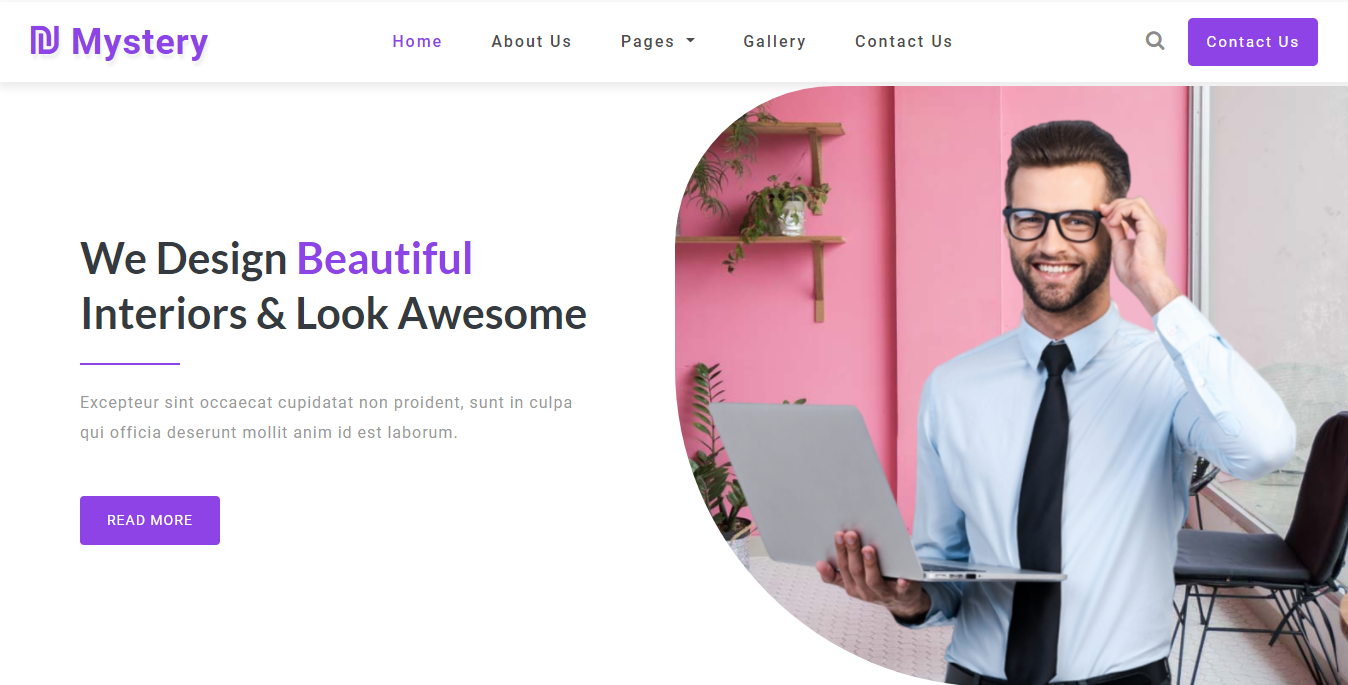 Mystery
Home About Us Pages Gallery Contact Us Contact Us
We Design Beautiful
Interiors & Look Awesome
Excepteur sint occaecat cupidatat non proident, sunt in culpa
qui officia deserunt mollit anim id est laborum.
READ MORE